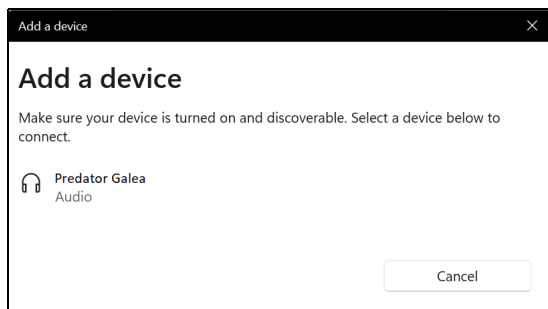 Add a device
Add a device
Make sure your device is turned on and discoverable. Select a device below to
connect.
Predator Galea
Audio
Cancel